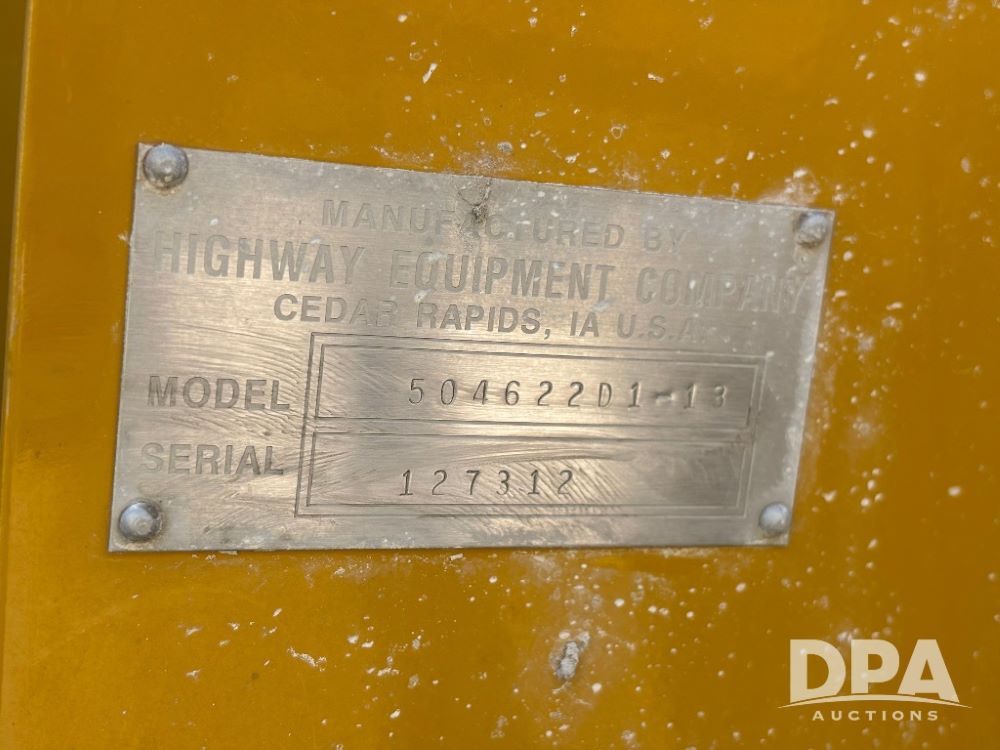 MANUFACTURED BY
HIGHWAY EQUIPMENT COMPANY
CEDAR RAPIDS, IA U.S.A.
MODEL 504622D1-13
SERIAL 127312
DPA
AUCTIONS